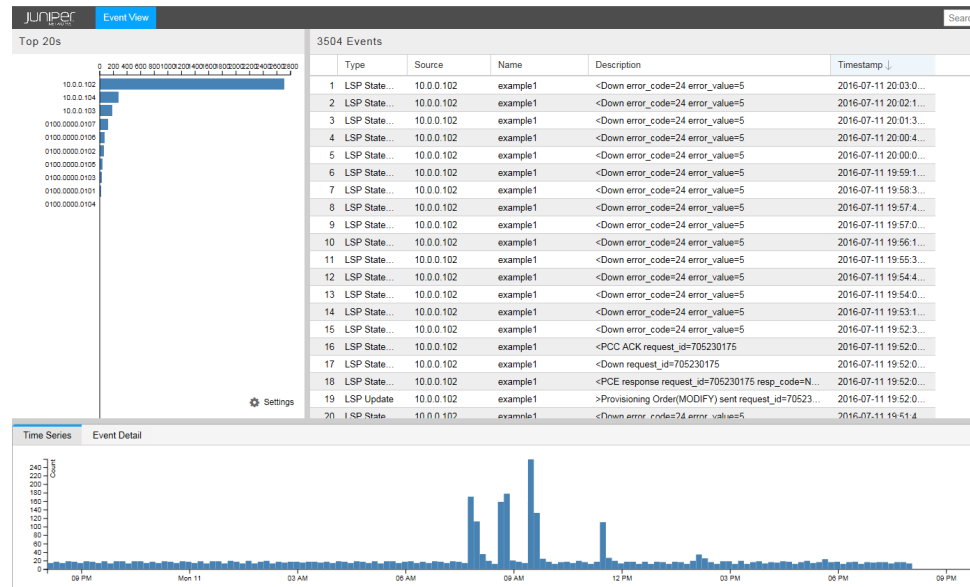 JUNIPER NETWORKS
Event View
Sear
Top 20s
3504 Events
0 200 400 600 800 1000 1200 1400 1600 1800 2000 2200 2400 2600 2800
10.0.0.102
10.0.0.104
10.0.0.103
0100.0000.0107
0100.0000.0106
0100.0000.0102
0100.0000.0105
0100.0000.0103
0100.0000.0101
0100.0000.0104
Settings
Type Source Name Description Timestamp ↓
1 LSP State... 10.0.0.102 example1 <Down error_code=24 error_value=5 2016-07-11 20:03:0...
2 LSP State... 10.0.0.102 example1 <Down error_code=24 error_value=5 2016-07-11 20:02:1...
3 LSP State... 10.0.0.102 example1 <Down error_code=24 error_value=5 2016-07-11 20:01:3...
4 LSP State... 10.0.0.102 example1 <Down error_code=24 error_value=5 2016-07-11 20:00:4...
5 LSP State... 10.0.0.102 example1 <Down error_code=24 error_value=5 2016-07-11 20:00:0...
6 LSP State... 10.0.0.102 example1 <Down error_code=24 error_value=5 2016-07-11 19:59:1...
7 LSP State... 10.0.0.102 example1 <Down error_code=24 error_value=5 2016-07-11 19:58:3...
8 LSP State... 10.0.0.102 example1 <Down error_code=24 error_value=5 2016-07-11 19:57:4...
9 LSP State... 10.0.0.102 example1 <Down error_code=24 error_value=5 2016-07-11 19:57:0...
10 LSP State... 10.0.0.102 example1 <Down error_code=24 error_value=5 2016-07-11 19:56:1...
11 LSP State... 10.0.0.102 example1 <Down error_code=24 error_value=5 2016-07-11 19:55:3...
12 LSP State... 10.0.0.102 example1 <Down error_code=24 error_value=5 2016-07-11 19:54:4...
13 LSP State... 10.0.0.102 example1 <Down error_code=24 error_value=5 2016-07-11 19:54:0...
14 LSP State... 10.0.0.102 example1 <Down error_code=24 error_value=5 2016-07-11 19:53:1...
15 LSP State... 10.0.0.102 example1 <Down error_code=24 error_value=5 2016-07-11 19:52:3...
16 LSP State... 10.0.0.102 example1 <PCC ACK request_id=705230175 2016-07-11 19:52:0...
17 LSP State... 10.0.0.102 example1 <Down request_id=705230175 2016-07-11 19:52:0...
18 LSP State... 10.0.0.102 example1 <PCE response request_id=705230175 resp_code=N... 2016-07-11 19:52:0...
19 LSP Update 10.0.0.102 example1 >Provisioning Order(MODIFY) sent request_id=70523... 2016-07-11 19:52:0...
20 LSP State... 10.0.0.102 example1 <Down error_code=24 error_value=5 2016-07-11 19:51:4...
Time Series Event Detail
Count
240
220
200
180
160
140
120
100
80
60
40
20
0
09 PM Mon 11 03 AM 06 AM 09 AM 12 PM 03 PM 06 PM 09 PM